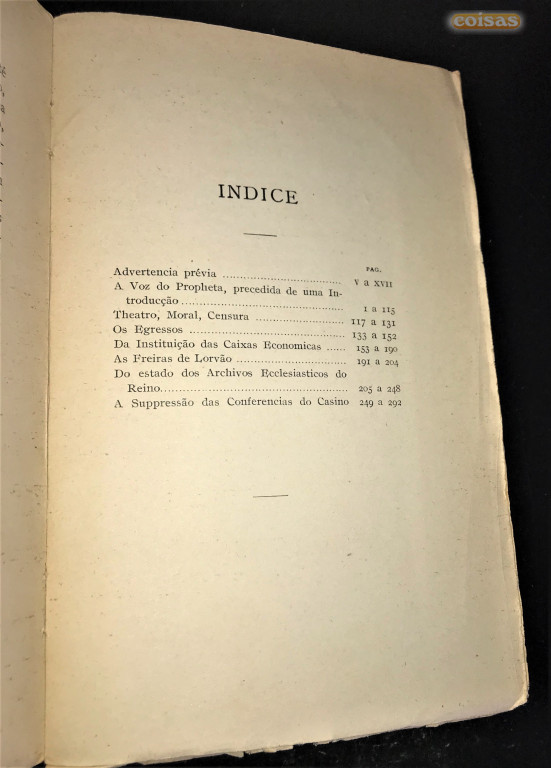 coisas
INDICE
PAG.
Advertencia prévia ................................ V a XVII
A Voz do Propheta, precedida de uma In-
troducção ........................................... 1 a 115
Theatro, Moral, Censura ........................ 117 a 131
Os Egressos ........................................... 133 a 152
Da Instituição das Caixas Economicas ...... 153 a 190
As Freiras de Lorvão ............................. 191 a 204
Do estado dos Archivos Ecclesiasticos do
Reino.................................................. 205 a 248
A Suppressão das Conferencias do Casino 249 a 292